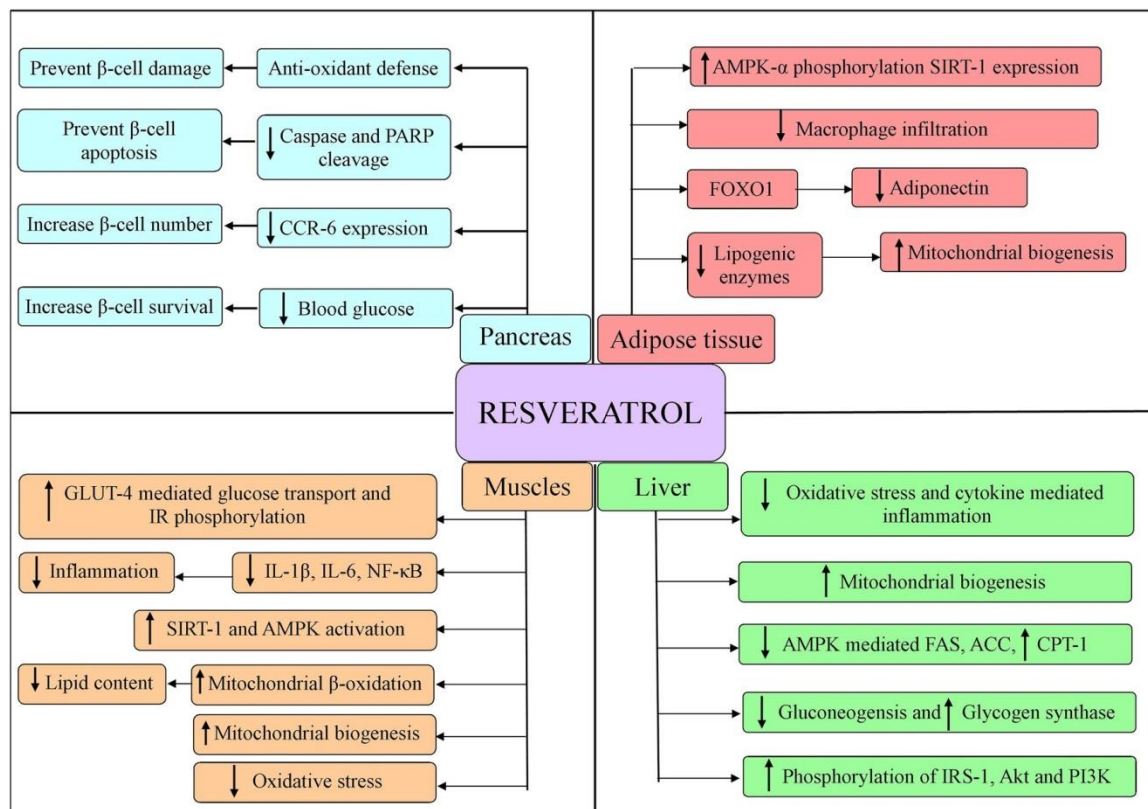 Prevent β-cell damage
Anti-oxidant defense
Prevent β-cell
apoptosis
↓ Caspase and PARP
cleavage
Increase β-cell number
↓ CCR-6 expression
Increase β-cell survival
↓ Blood glucose
Pancreas
↑ AMPK-α phosphorylation SIRT-1 expression
↓ Macrophage infiltration
FOXO1
↓ Adiponectin
↓ Lipogenic
enzymes
↑ Mitochondrial biogenesis
Adipose tissue
RESVERATROL
Muscles
↑ GLUT-4 mediated glucose transport and
IR phosphorylation
↓ Inflammation
↓ IL-1β, IL-6, NF-κB
↑ SIRT-1 and AMPK activation
↓ Lipid content
↑ Mitochondrial β-oxidation
↑ Mitochondrial biogenesis
↓ Oxidative stress
Liver
↓ Oxidative stress and cytokine mediated
inflammation
↑ Mitochondrial biogenesis
↓ AMPK mediated FAS, ACC, ↑ CPT-1
↓ Gluconeogensis and ↑ Glycogen synthase
↑ Phosphorylation of IRS-1, Akt and PI3K